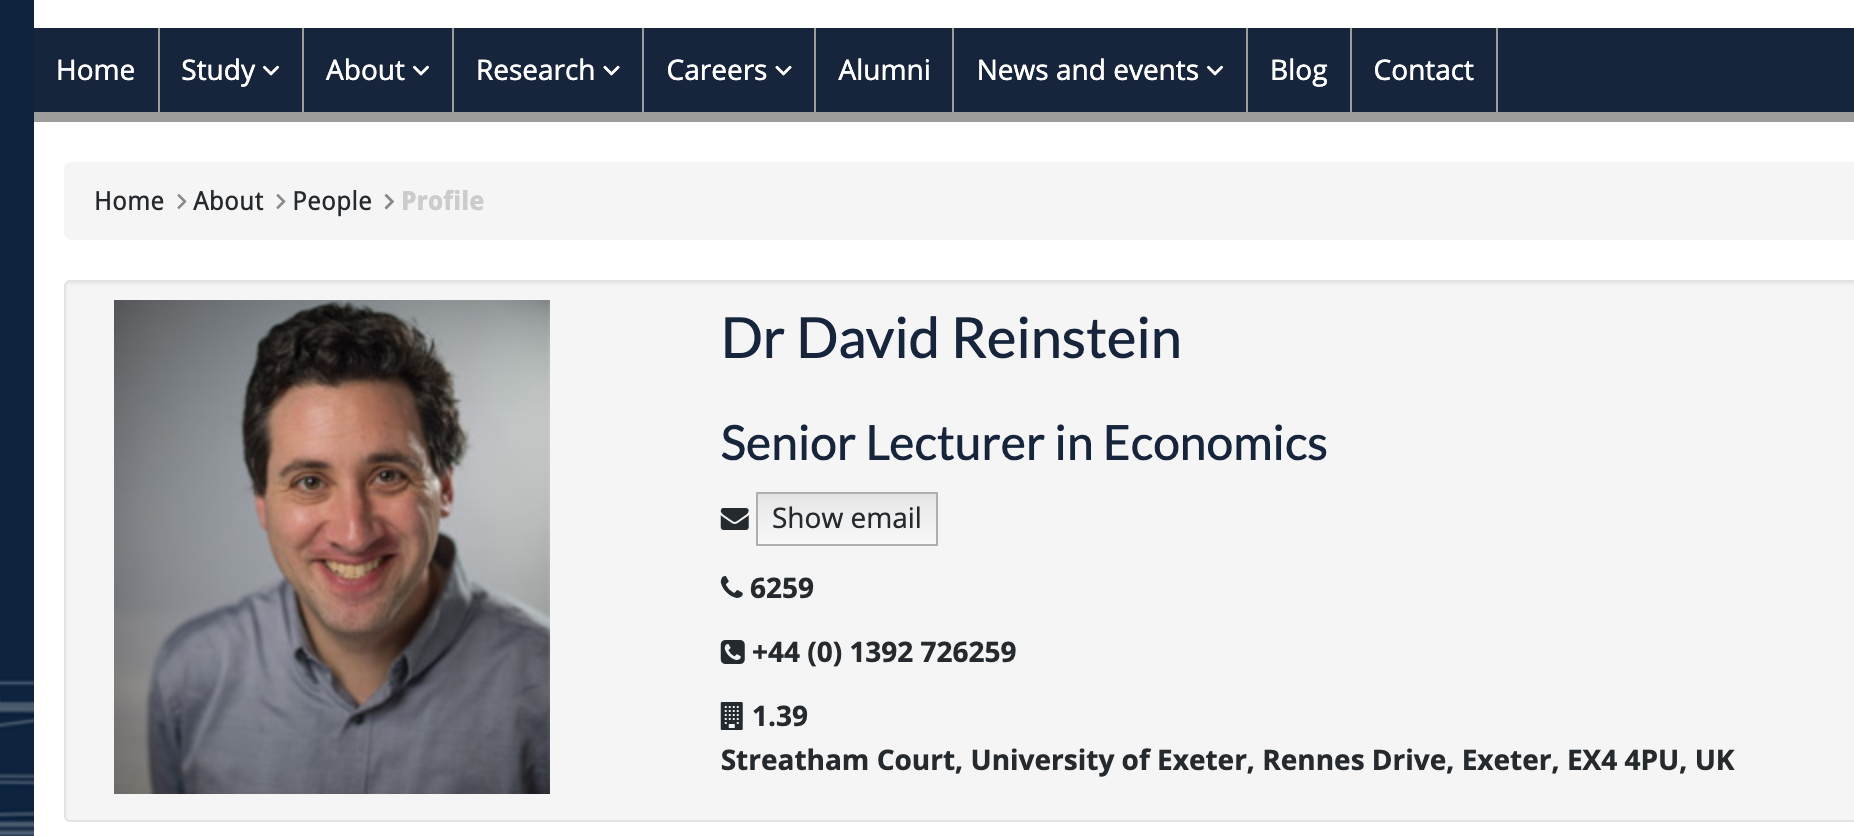 Home Study About Research Careers Alumni News and events Blog Contact
Home > About > People > Profile
Dr David Reinstein
Senior Lecturer in Economics
Show email
6259
+44 (0) 1392 726259
1.39
Streatham Court, University of Exeter, Rennes Drive, Exeter, EX4 4PU, UK